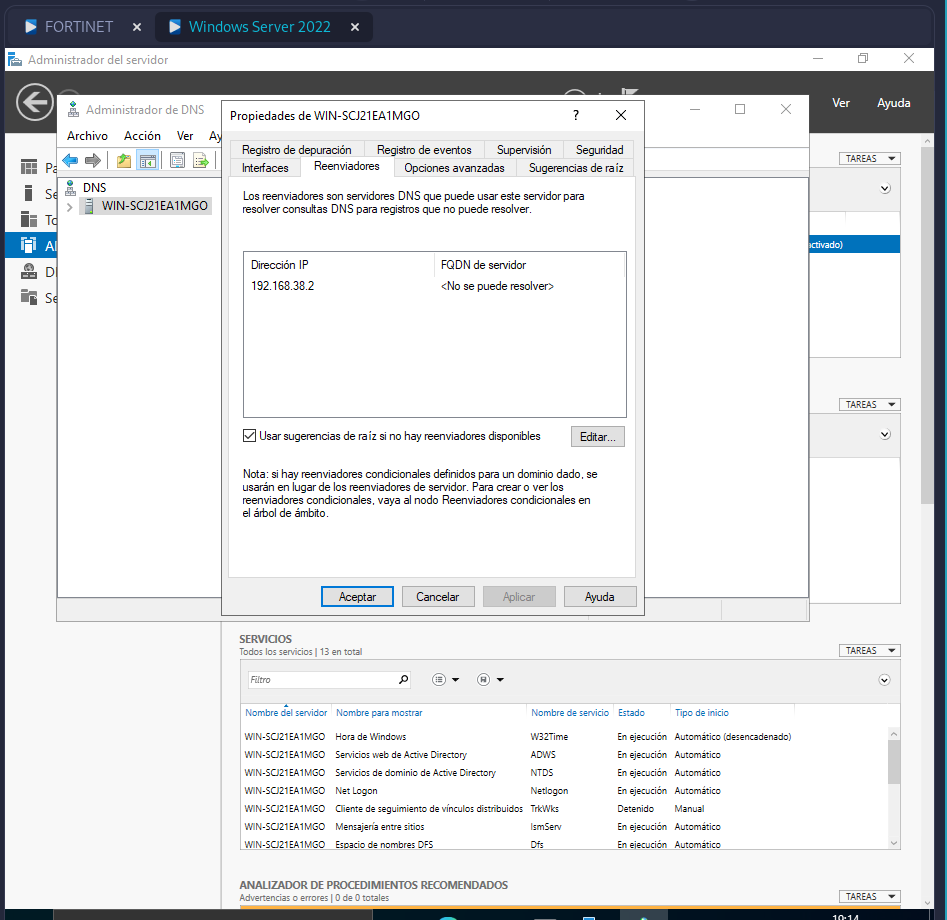 FORTINET
Windows Server 2022
Administrador del servidor
Ver Ayuda
Administrador de DNS
Archivo Acción Ver Ay
DNS
WIN-SCJ21EA1MGO
Propiedades de WIN-SCJ21EA1MGO
Registro de depuración Registro de eventos Supervisión Seguridad
Interfaces Reenviadores Opciones avanzadas Sugerencias de raíz
Los reenviadores son servidores DNS que puede usar este servidor para
resolver consultas DNS para registros que no puede resolver.
Dirección IP FQDN de servidor
192.168.38.2 <No se puede resolver>
Usar sugerencias de raíz si no hay reenviadores disponibles
Editar...
Nota: si hay reenviadores condicionales definidos para un dominio dado, se
usarán en lugar de los reenviadores de servidor. Para crear o ver los
reenviadores condicionales, vaya al nodo Reenviadores condicionales en
el árbol de ámbito.
Aceptar Cancelar Aplicar Ayuda
TAREAS
ctivado)
TAREAS
SERVICIOS
Todos los servicios | 13 en total
TAREAS
Filtro
Nombre del servidor Nombre para mostrar Nombre de servicio Estado Tipo de inicio
WIN-SCJ21EA1MGO Hora de Windows W32Time En ejecución Automático (desencadenado)
WIN-SCJ21EA1MGO Servicios web de Active Directory ADWS En ejecución Automático
WIN-SCJ21EA1MGO Servicios de dominio de Active Directory NTDS En ejecución Automático
WIN-SCJ21EA1MGO Net Logon Netlogon En ejecución Automático
WIN-SCJ21EA1MGO Cliente de seguimiento de vínculos distribuidos TrkWks Detenido Manual
WIN-SCJ21EA1MGO Mensajería entre sitios IsmServ En ejecución Automático
WIN-SCJ21EA1MGO Espacio de nombres DFS Dfs En ejecución Automático
ANALIZADOR DE PROCEDIMIENTOS RECOMENDADOS
Advertencias o errores | 0 de 0 totales
TAREAS
19:14